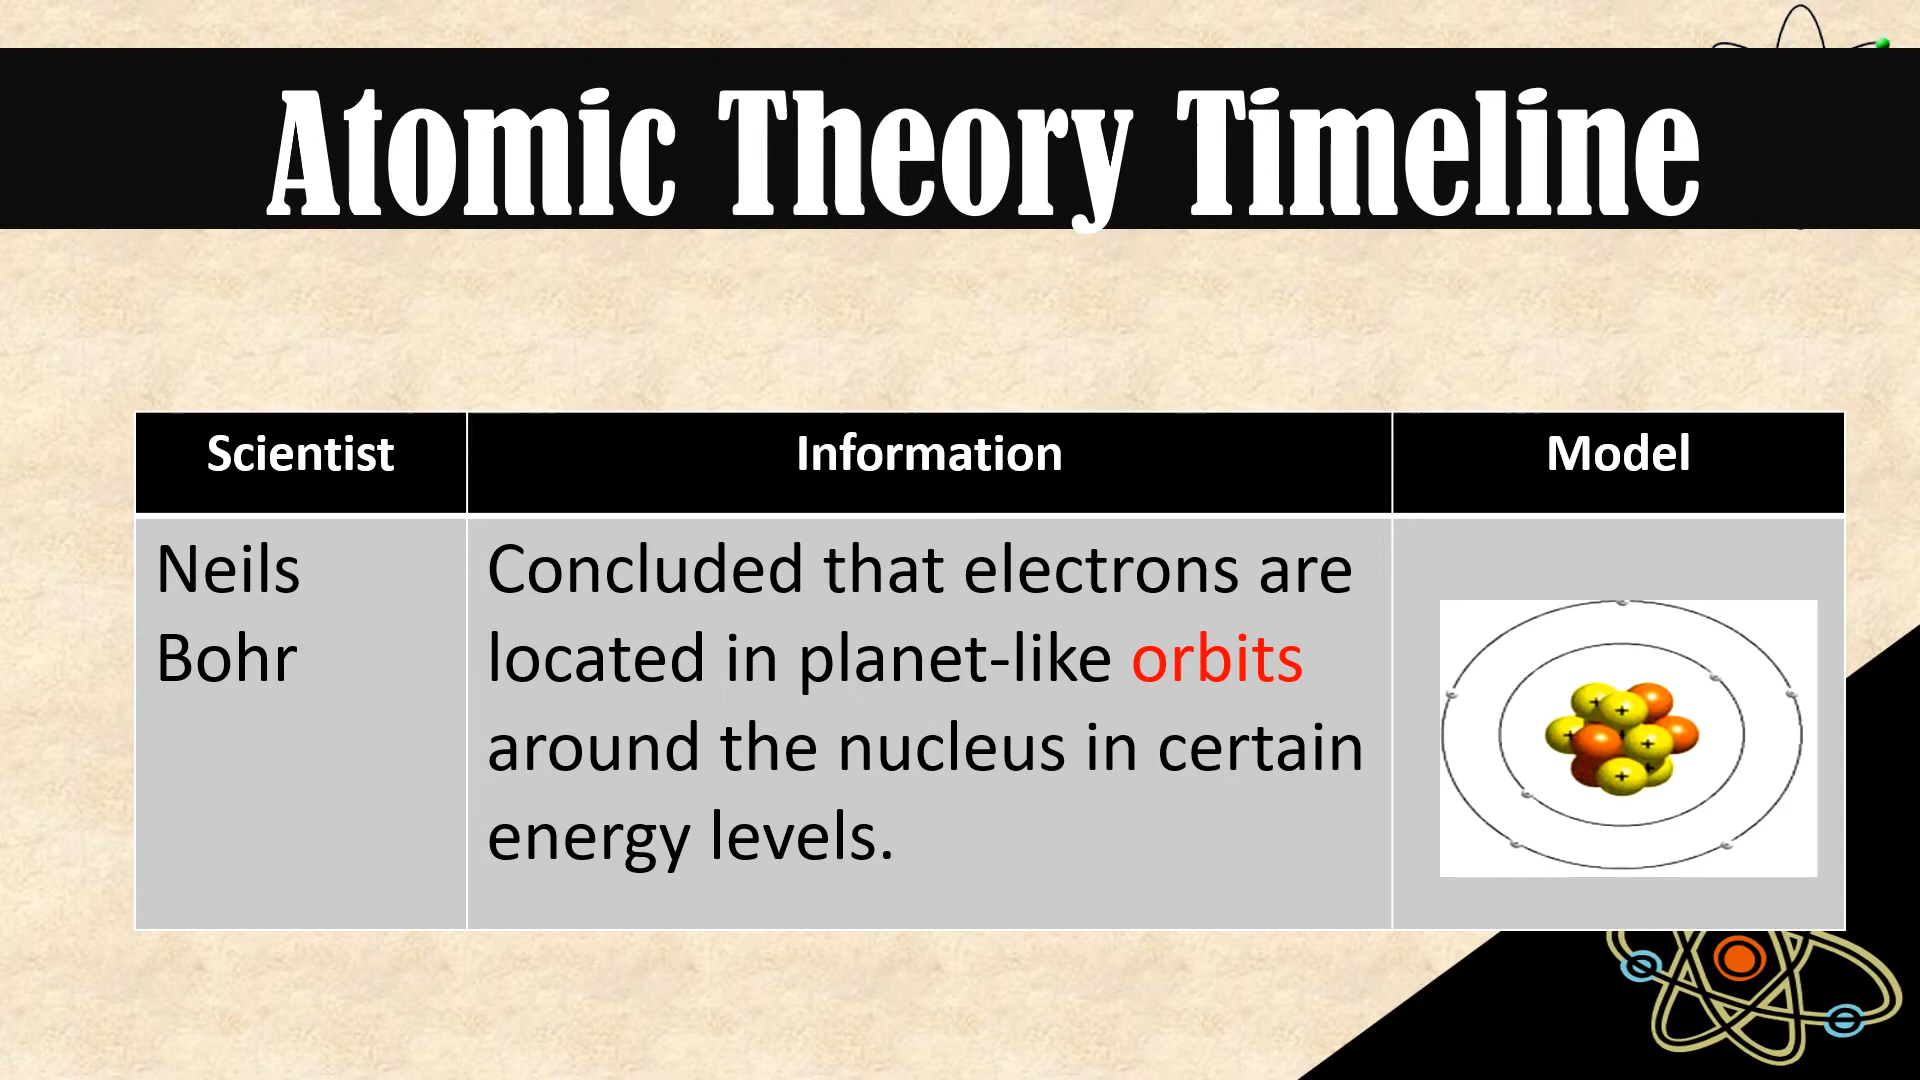 Atomic Theory Timeline
Scientist Information Model
Neils
Bohr
Concluded that electrons are
located in planet-like orbits
around the nucleus in certain
energy levels.
+ +
+ +
+